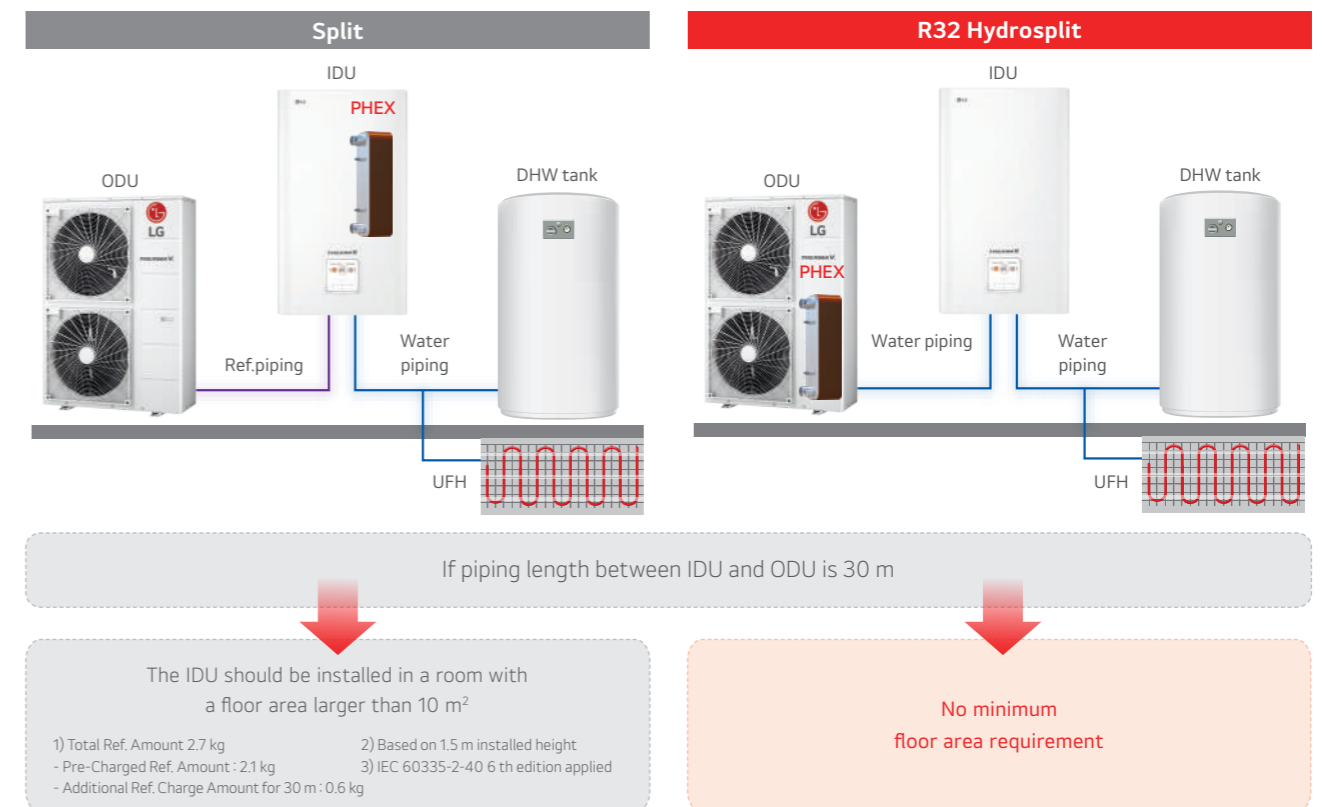 Split
IDU
PHEX
ODU
LG
DHW tank
Ref.piping
Water
piping
UFH
R32 Hydrosplit
IDU
ODU
LG
PHEX
DHW tank
Water piping
Water
piping
UFH
If piping length between IDU and ODU is 30 m
The IDU should be installed in a room with
a floor area larger than 10 m²
1) Total Ref. Amount 2.7 kg
- Pre-Charged Ref. Amount : 2.1 kg
- Additional Ref. Charge Amount for 30 m : 0.6 kg
2) Based on 1.5 m installed height
3) IEC 60335-2-40 6 th edition applied
No minimum
floor area requirement